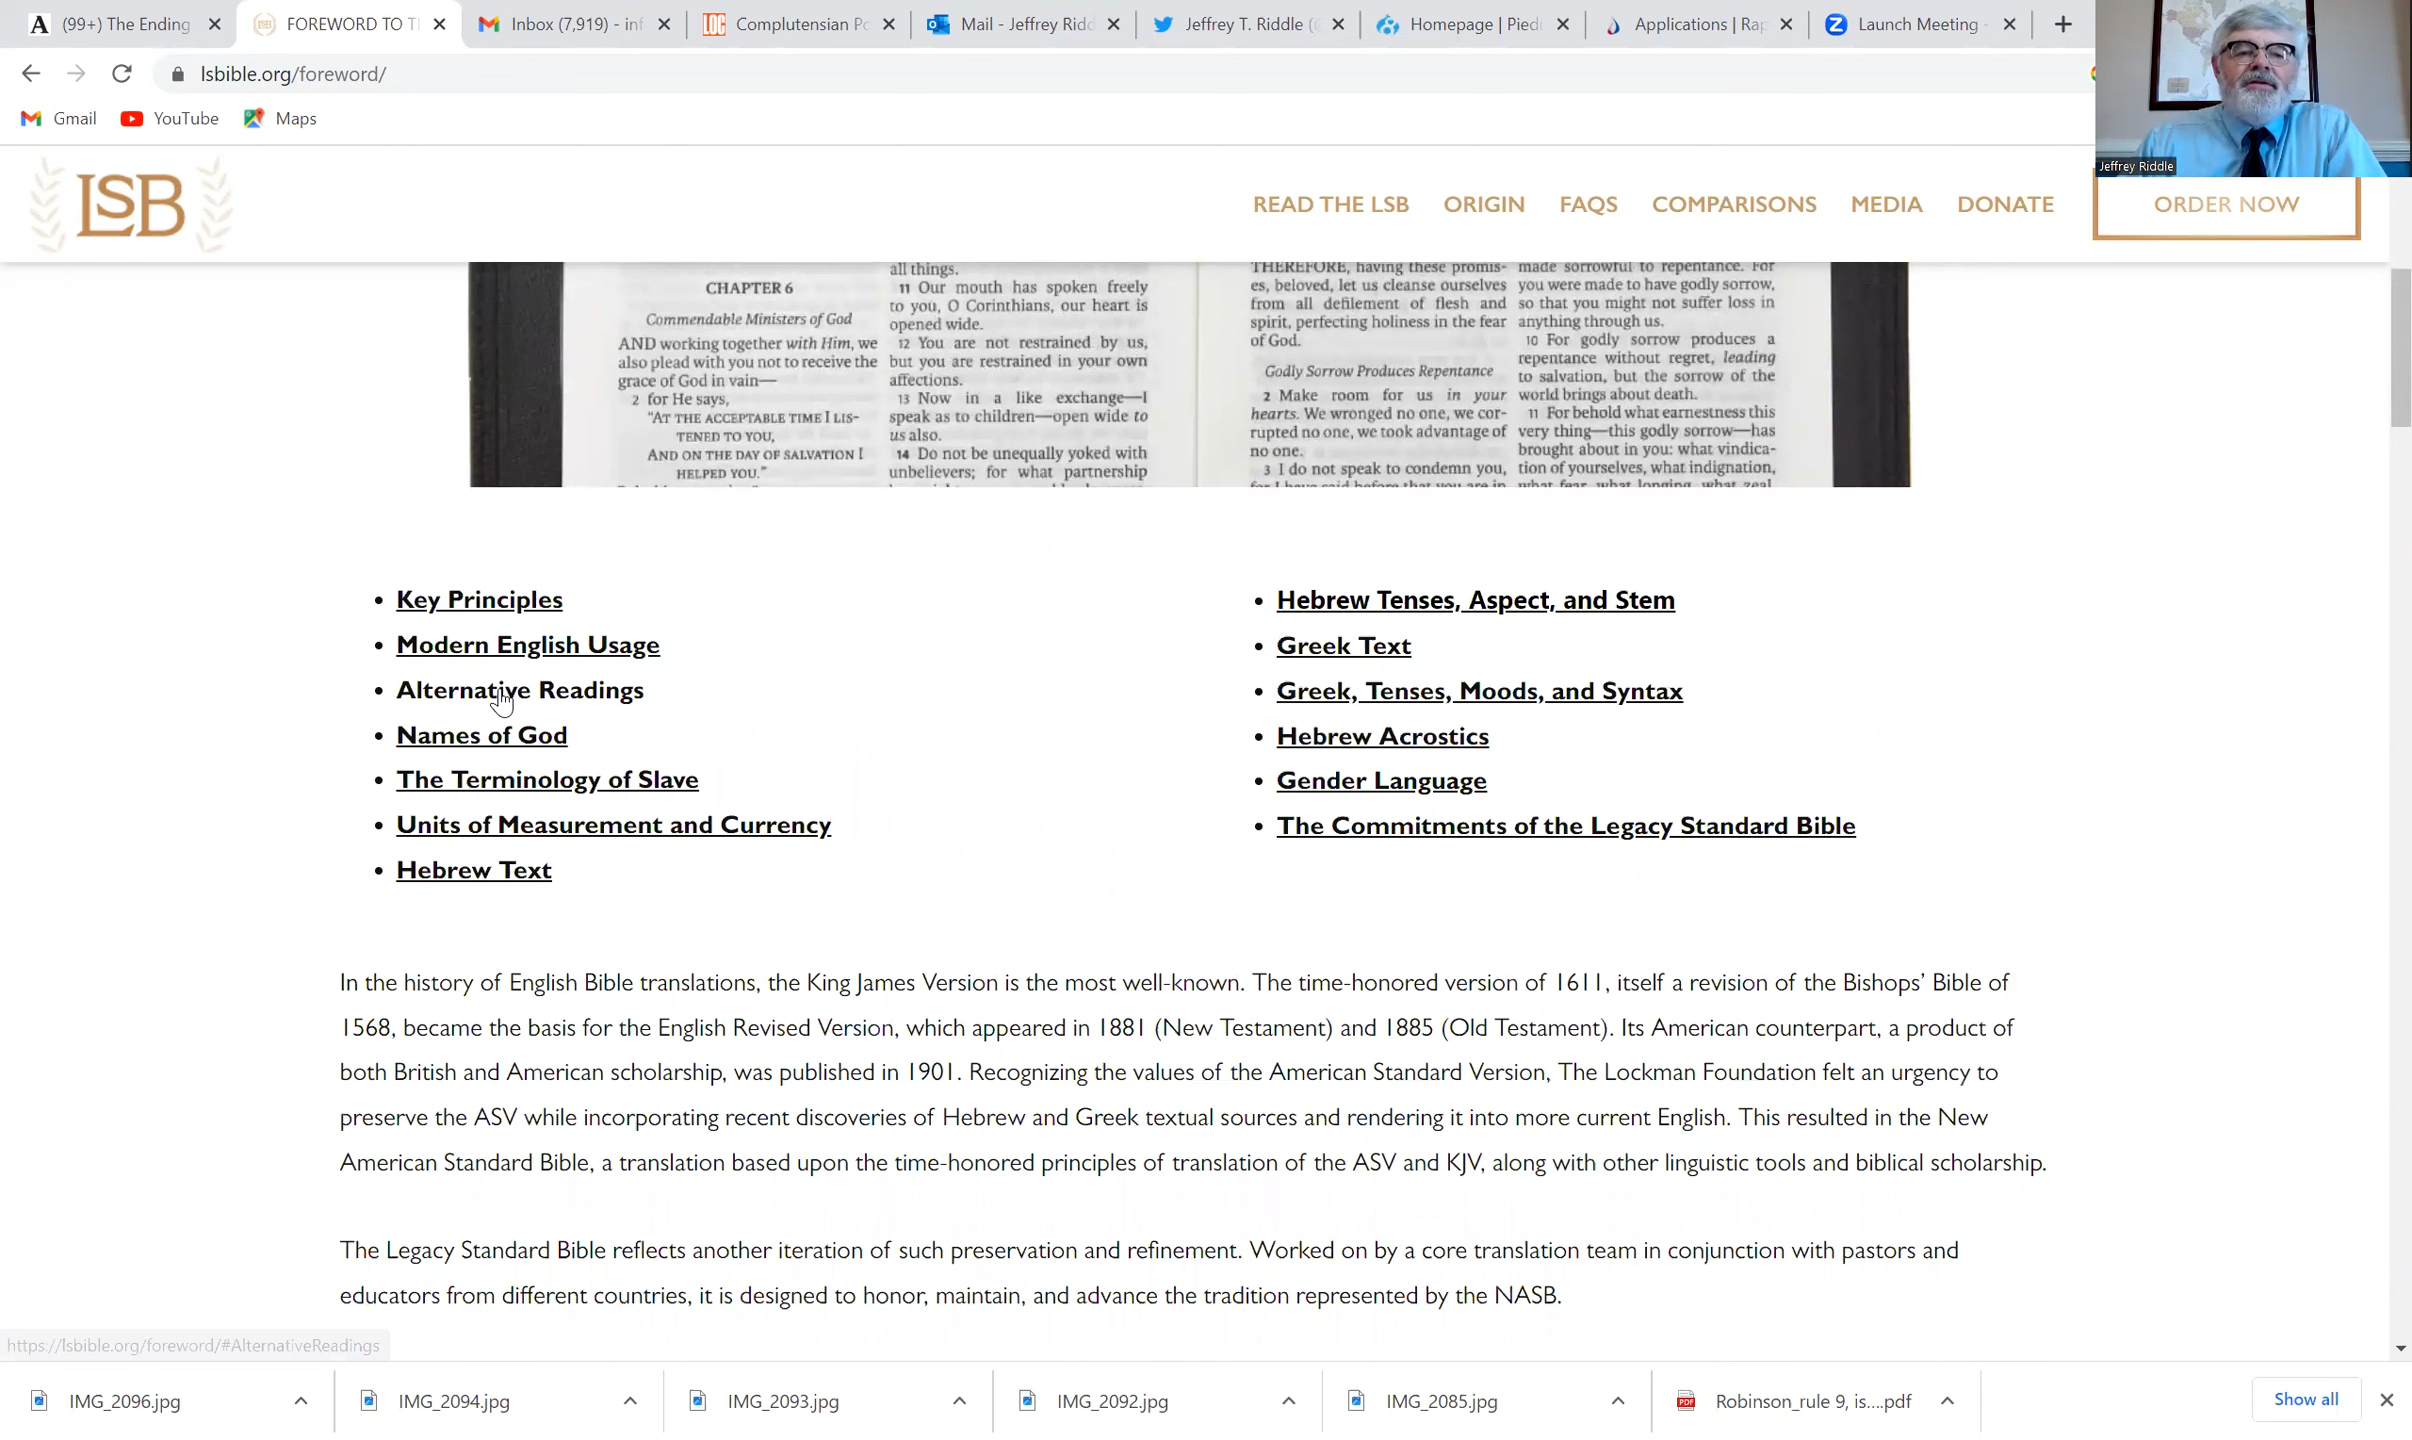 (99+) The Ending
FOREWORD TO T
Inbox (7,919) - inf
LOC
Complutensian Po
Mail - Jeffrey Ridd
Jeffrey T. Riddle (@
Homepage | Pied
Applications | Rap
Launch Meeting -
lsbible.org/foreword/
Gmail
YouTube
Maps
Jeffrey Riddle
LSB
READ THE LSB
ORIGIN
FAQS
COMPARISONS
MEDIA
DONATE
ORDER NOW
CHAPTER 6
Commendable Ministers of God
AND working together with Him, we
also plead with you not to receive the
grace of God in vain—
2 for He says,
“AT THE ACCEPTABLE TIME I LIS-
TENED TO YOU,
AND ON THE DAY OF SALVATION I
HELPED YOU.”
all things.
11 Our mouth has spoken freely
to you, O Corinthians, our heart is
opened wide.
12 You are not restrained by us,
but you are restrained in your own
affections.
13 Now in a like exchange—I
speak as to children—open wide to
us also.
14 Do not be unequally yoked with
unbelievers; for what partnership
THEREFORE, having these promis-
es, beloved, let us cleanse ourselves
from all defilement of flesh and
spirit, perfecting holiness in the fear
of God.
Godly Sorrow Produces Repentance
2 Make room for us in your
hearts. We wronged no one, we cor-
rupted no one, we took advantage of
no one.
3 I do not speak to condemn you,
for I have said before that you are in
made sorrowful to repentance. For
you were made to have godly sorrow,
so that you might not suffer loss in
anything through us.
10 For godly sorrow produces a
repentance without regret, leading
to salvation, but the sorrow of the
world brings about death.
11 For behold what earnestness this
very thing—this godly sorrow—has
brought about in you: what vindica-
tion of yourselves, what indignation,
what fear, what longing, what zeal,
• Key Principles
• Modern English Usage
• Alternative Readings
• Names of God
• The Terminology of Slave
• Units of Measurement and Currency
• Hebrew Text
• Hebrew Tenses, Aspect, and Stem
• Greek Text
• Greek, Tenses, Moods, and Syntax
• Hebrew Acrostics
• Gender Language
• The Commitments of the Legacy Standard Bible
In the history of English Bible translations, the King James Version is the most well-known. The time-honored version of 1611, itself a revision of the Bishops’ Bible of
1568, became the basis for the English Revised Version, which appeared in 1881 (New Testament) and 1885 (Old Testament). Its American counterpart, a product of
both British and American scholarship, was published in 1901. Recognizing the values of the American Standard Version, The Lockman Foundation felt an urgency to
preserve the ASV while incorporating recent discoveries of Hebrew and Greek textual sources and rendering it into more current English. This resulted in the New
American Standard Bible, a translation based upon the time-honored principles of translation of the ASV and KJV, along with other linguistic tools and biblical scholarship.
The Legacy Standard Bible reflects another iteration of such preservation and refinement. Worked on by a core translation team in conjunction with pastors and
educators from different countries, it is designed to honor, maintain, and advance the tradition represented by the NASB.
https://lsbible.org/foreword/#AlternativeReadings
IMG_2096.jpg
IMG_2094.jpg
IMG_2093.jpg
IMG_2092.jpg
IMG_2085.jpg
PDF
Robinson_rule 9, is....pdf
Show all